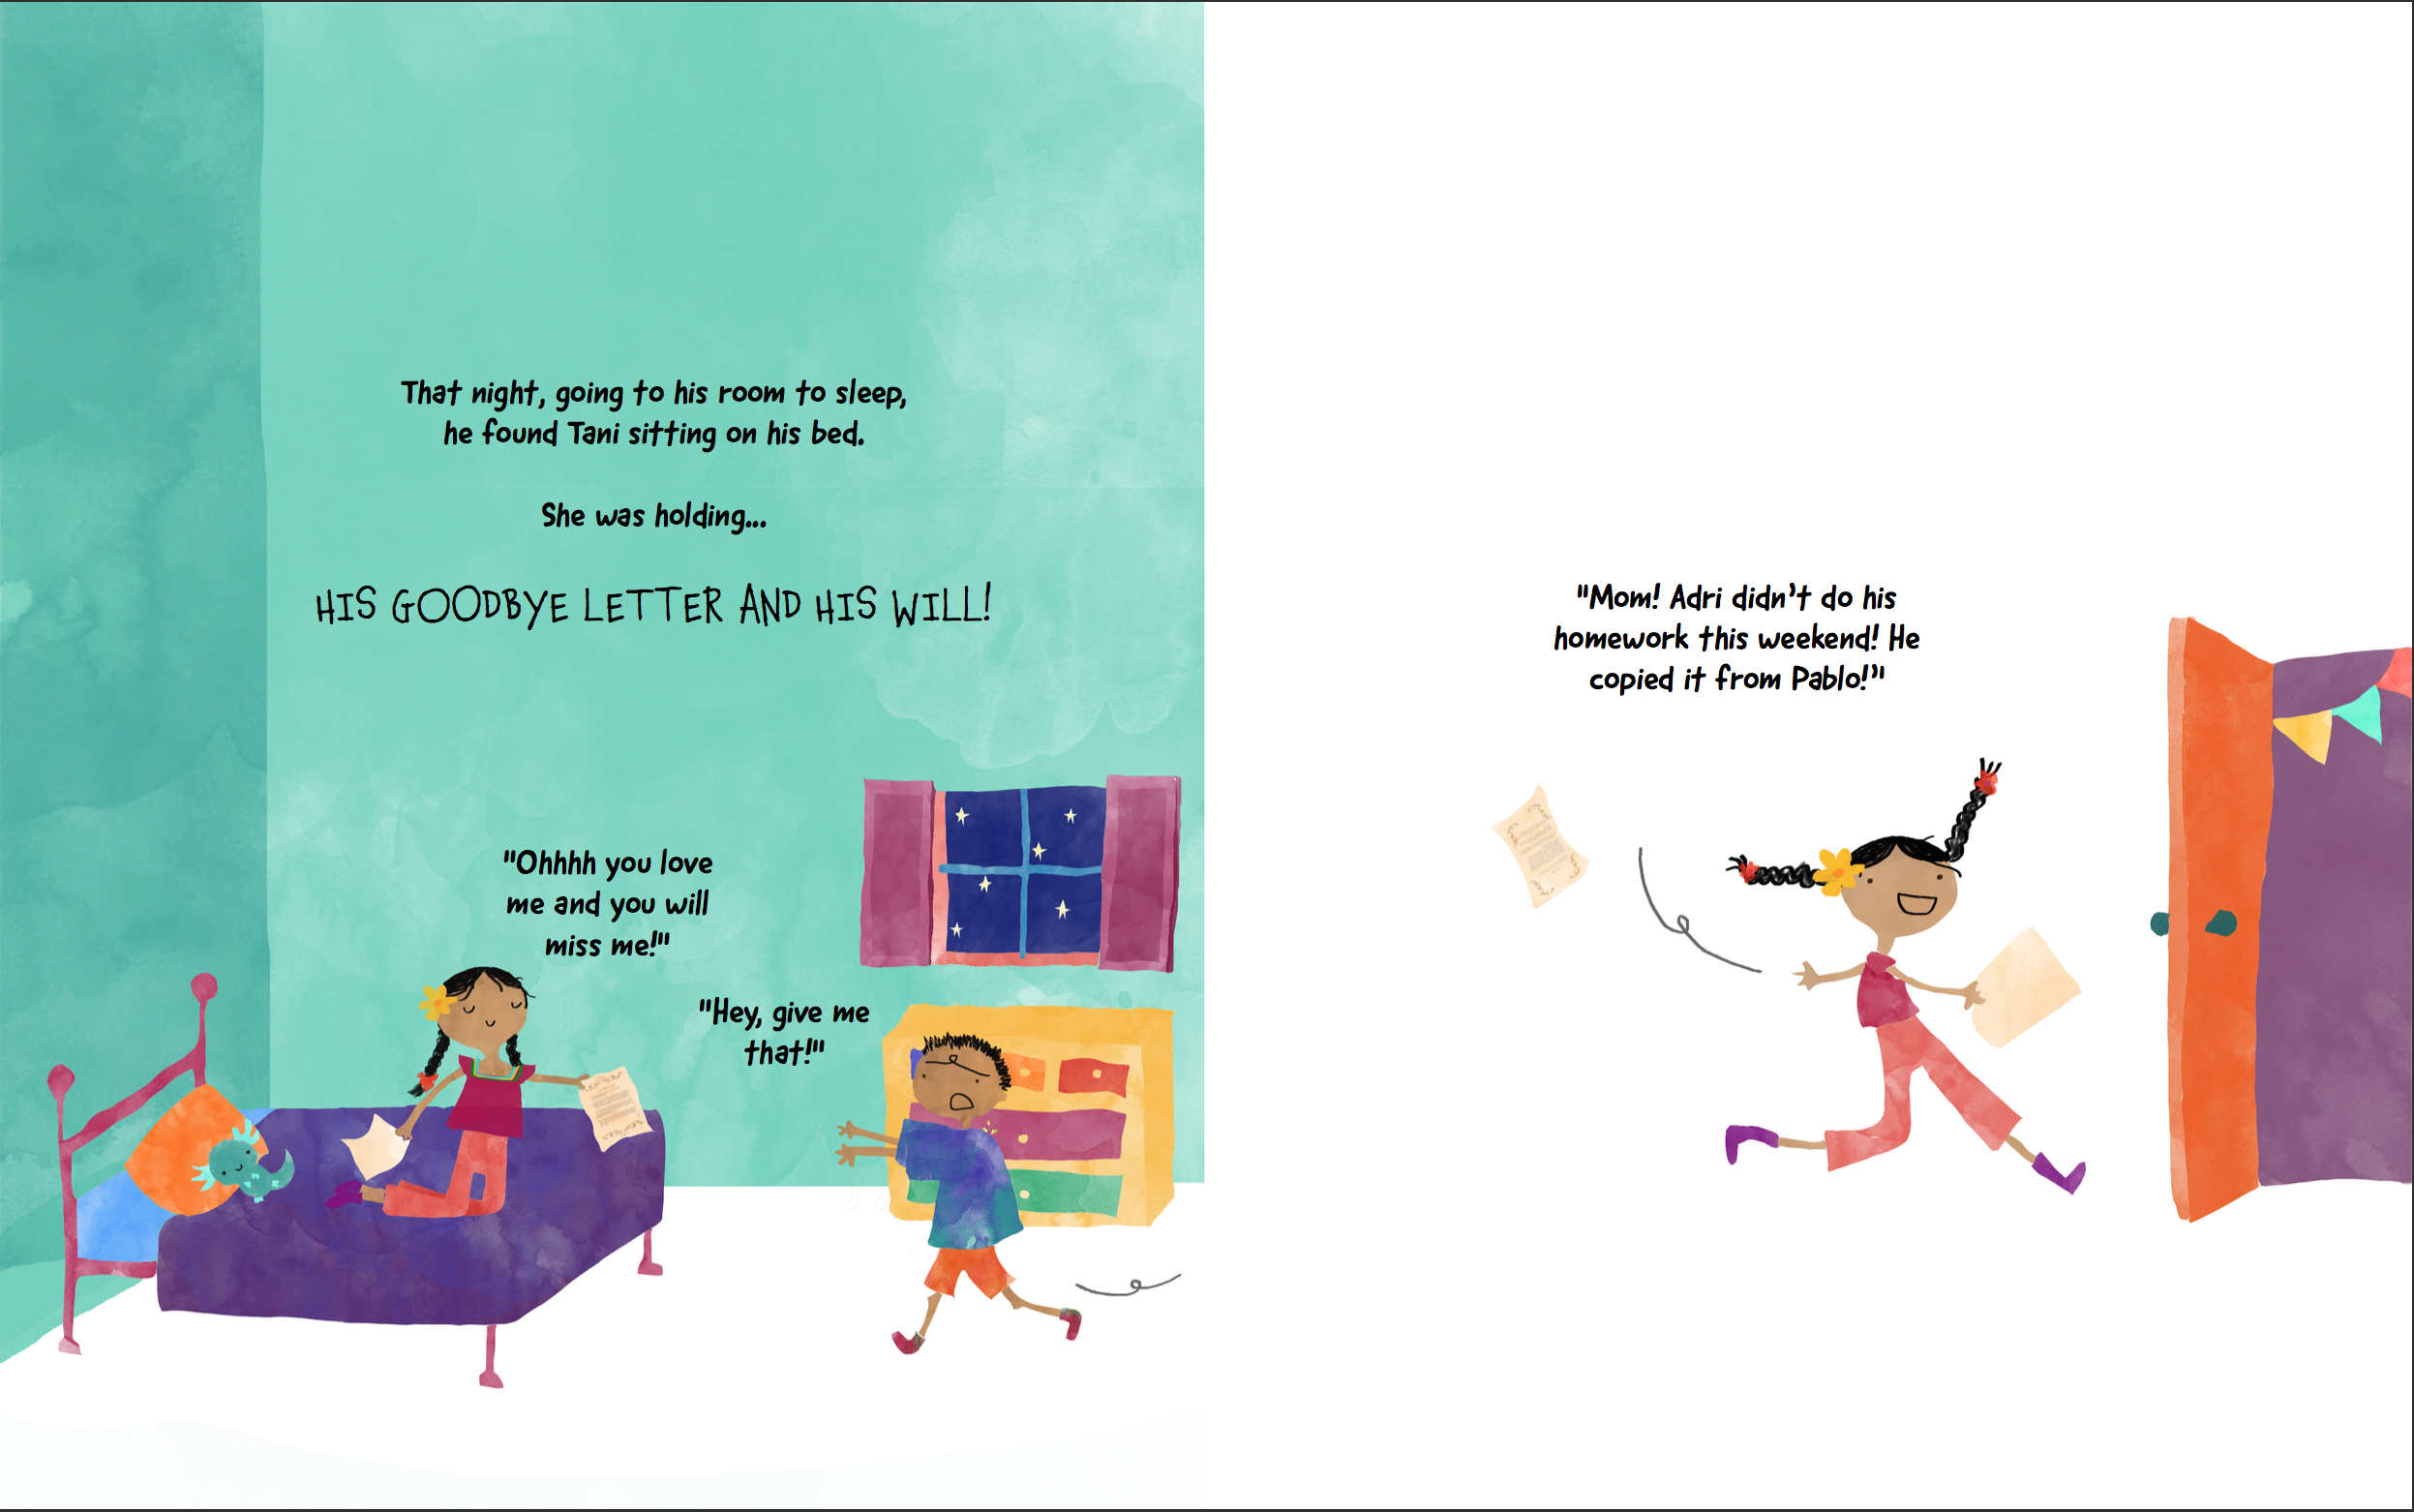 That night, going to his room to sleep,
he found Tani sitting on his bed.
She was holding...
HIS GOODBYE LETTER AND HIS WILL!
"Ohhhh you love
me and you will
miss me!"
"Hey, give me
that!"
"Mom! Adri didn’t do his
homework this weekend! He
copied it from Pablo!”